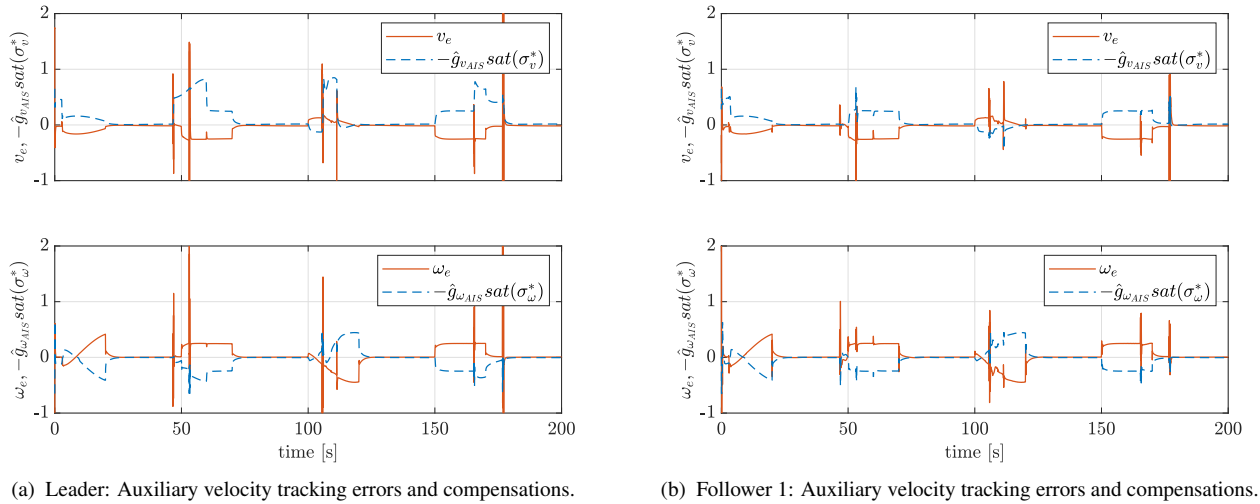 2
1
0
-1
v_e, −ĝ_{v_{AIS}} sat(σ_v^*)
v_e
−ĝ_{v_{AIS}} sat(σ_v^*)
2
1
0
-1
ω_e, −ĝ_{ω_{AIS}} sat(σ_ω^*)
ω_e
−ĝ_{ω_{AIS}} sat(σ_ω^*)
0 50 100 150 200
time [s]
(a) Leader: Auxiliary velocity tracking errors and compensations.
2
1
0
-1
v_e, −ĝ_{v_{AIS}} sat(σ_v^*)
v_e
−ĝ_{v_{AIS}} sat(σ_v^*)
2
1
0
-1
ω_e, −ĝ_{ω_{AIS}} sat(σ_ω^*)
ω_e
−ĝ_{ω_{AIS}} sat(σ_ω^*)
0 50 100 150 200
time [s]
(b) Follower 1: Auxiliary velocity tracking errors and compensations.